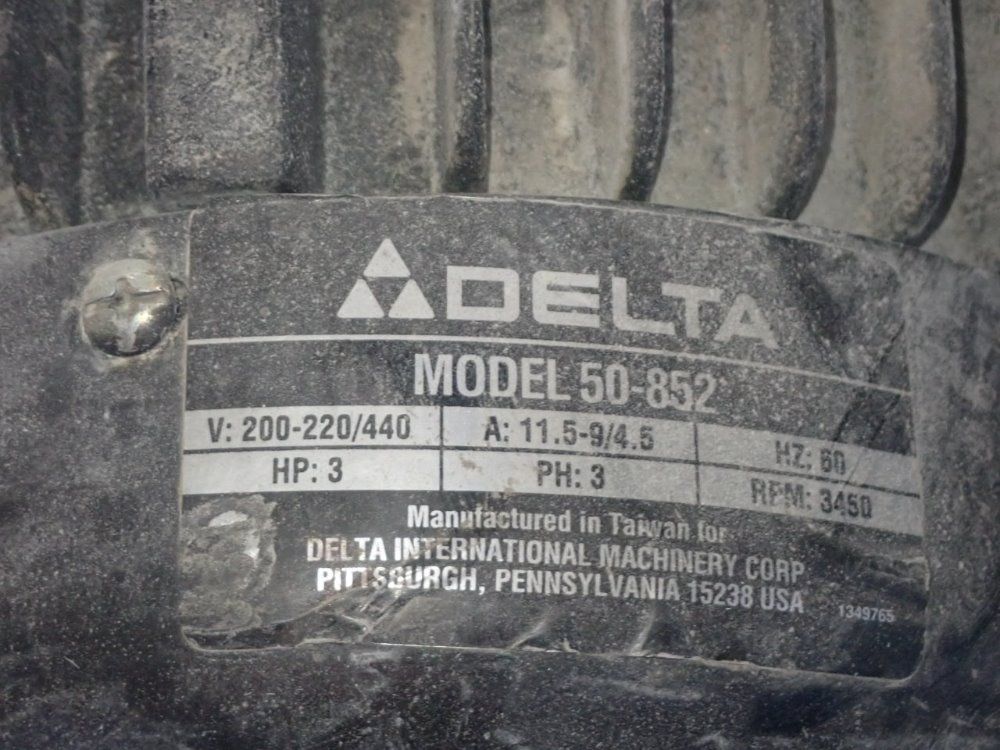 DELTA
MODEL 50-852
V: 200-220/440 A: 11.5-9/4.5 HZ: 60
HP: 3 PH: 3 RPM: 3450
Manufactured in Taiwan for
DELTA INTERNATIONAL MACHINERY CORP
PITTSBURGH, PENNSYLVANIA 15238 USA
1349765